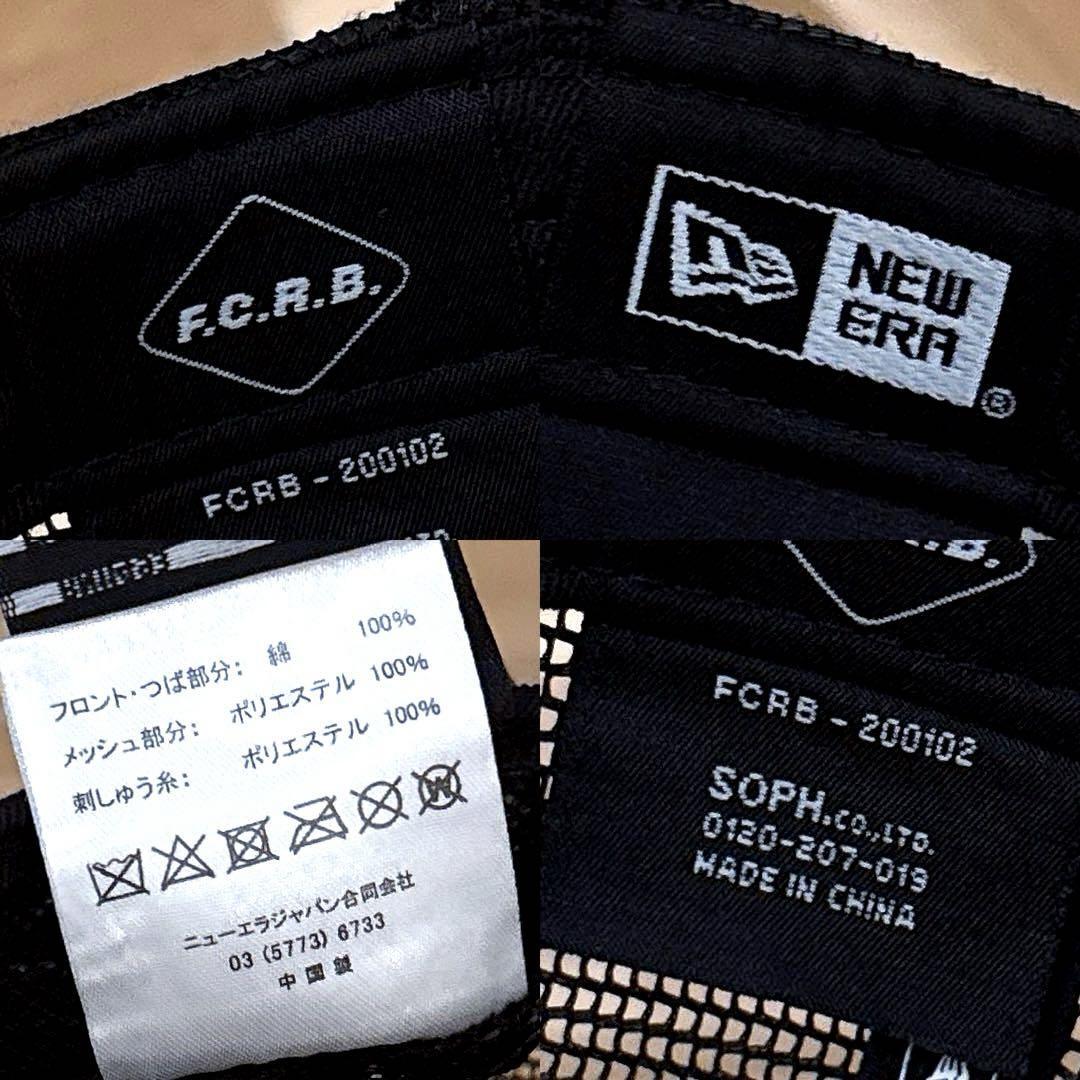 F.C.R.B.
FCRB - 200102
NEW
ERA
®
フロント・つば部分: 綿 100%
メッシュ部分: ポリエステル 100%
刺しゅう糸: ポリエステル 100%
ニューエラジャパン合同会社
03 (5773) 6733
中国製
.R.B.
FCRB - 200102
SOPH.CO.,LTD.
0120-207-019
MADE IN CHINA